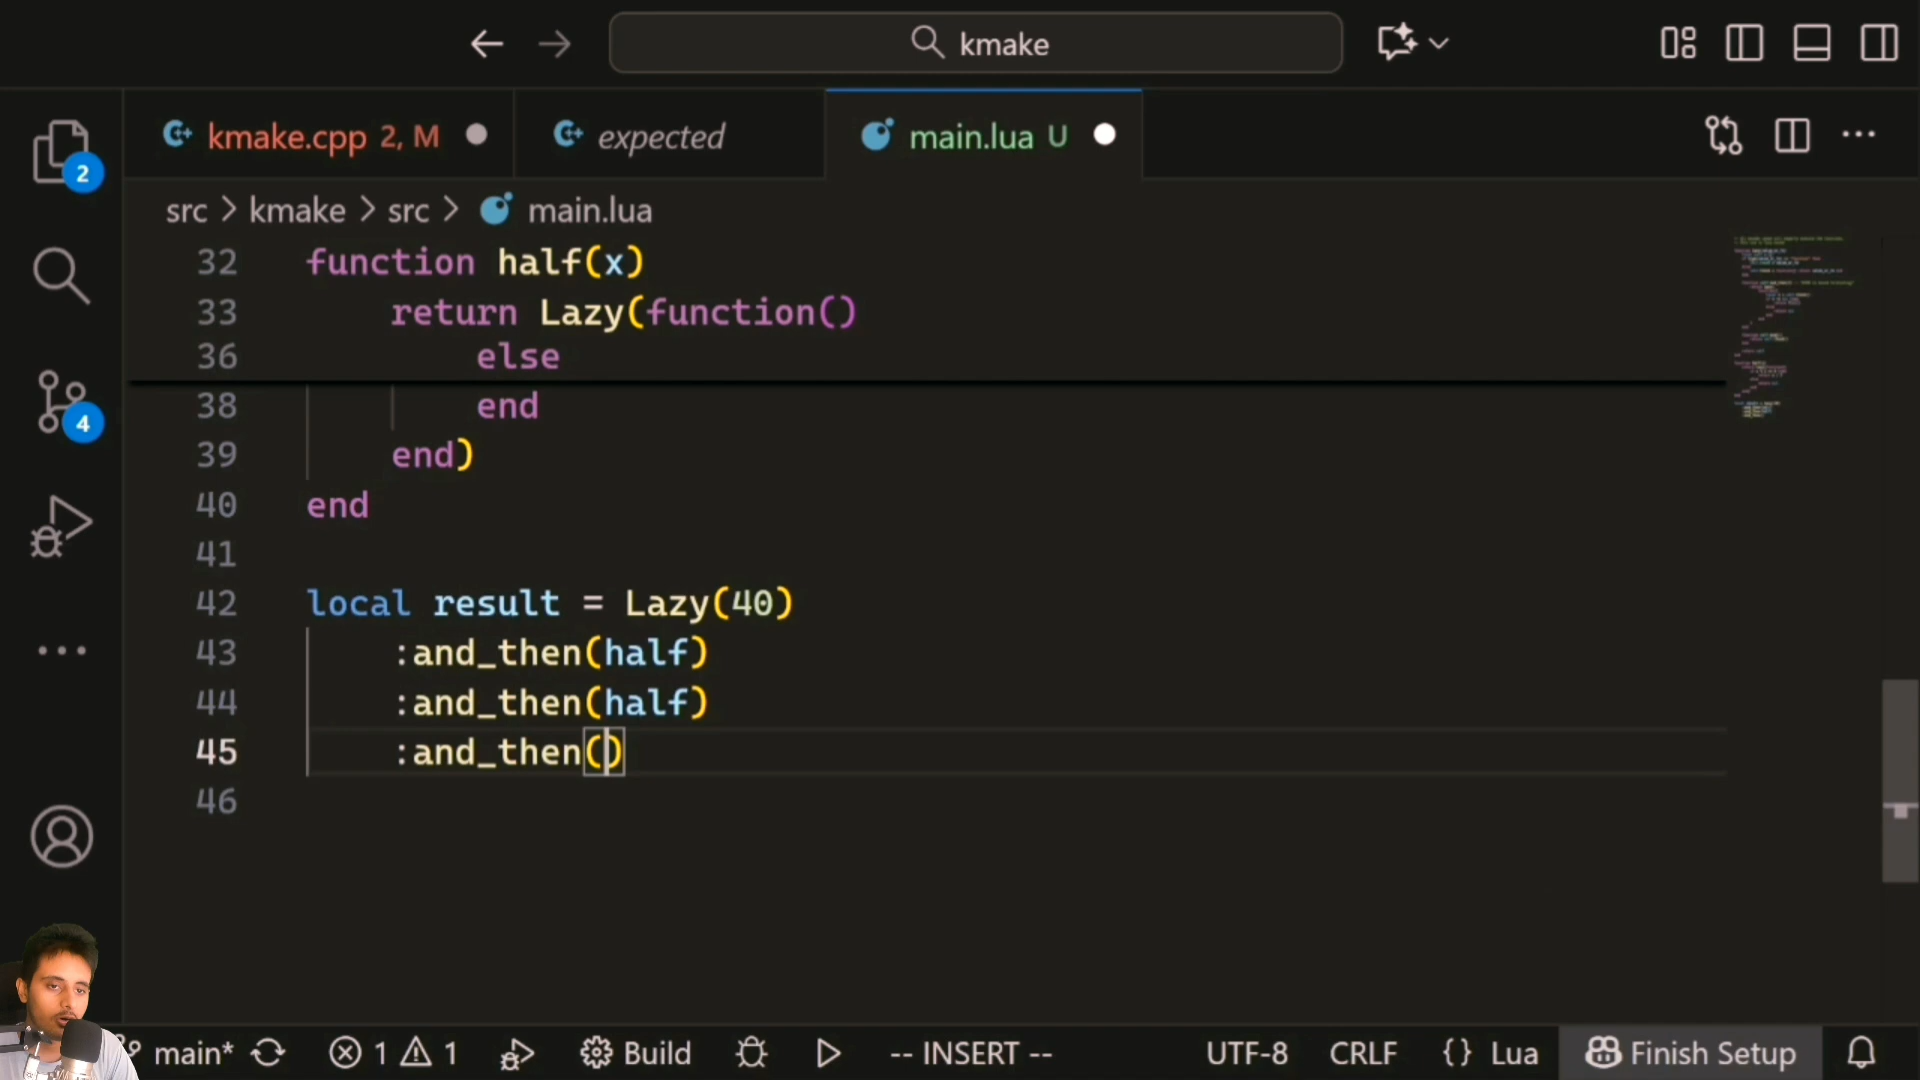 kmake
kmake.cpp 2, M
expected
main.lua U
src > kmake > src > main.lua
32 function half(x)
33 return Lazy(function()
36 else
38 end
39 end)
40 end
41
42 local result = Lazy(40)
43 :and_then(half)
44 :and_then(half)
45 :and_then()
46
2
4
main* 1 1 Build -- INSERT -- UTF-8 CRLF {} Lua Finish Setup